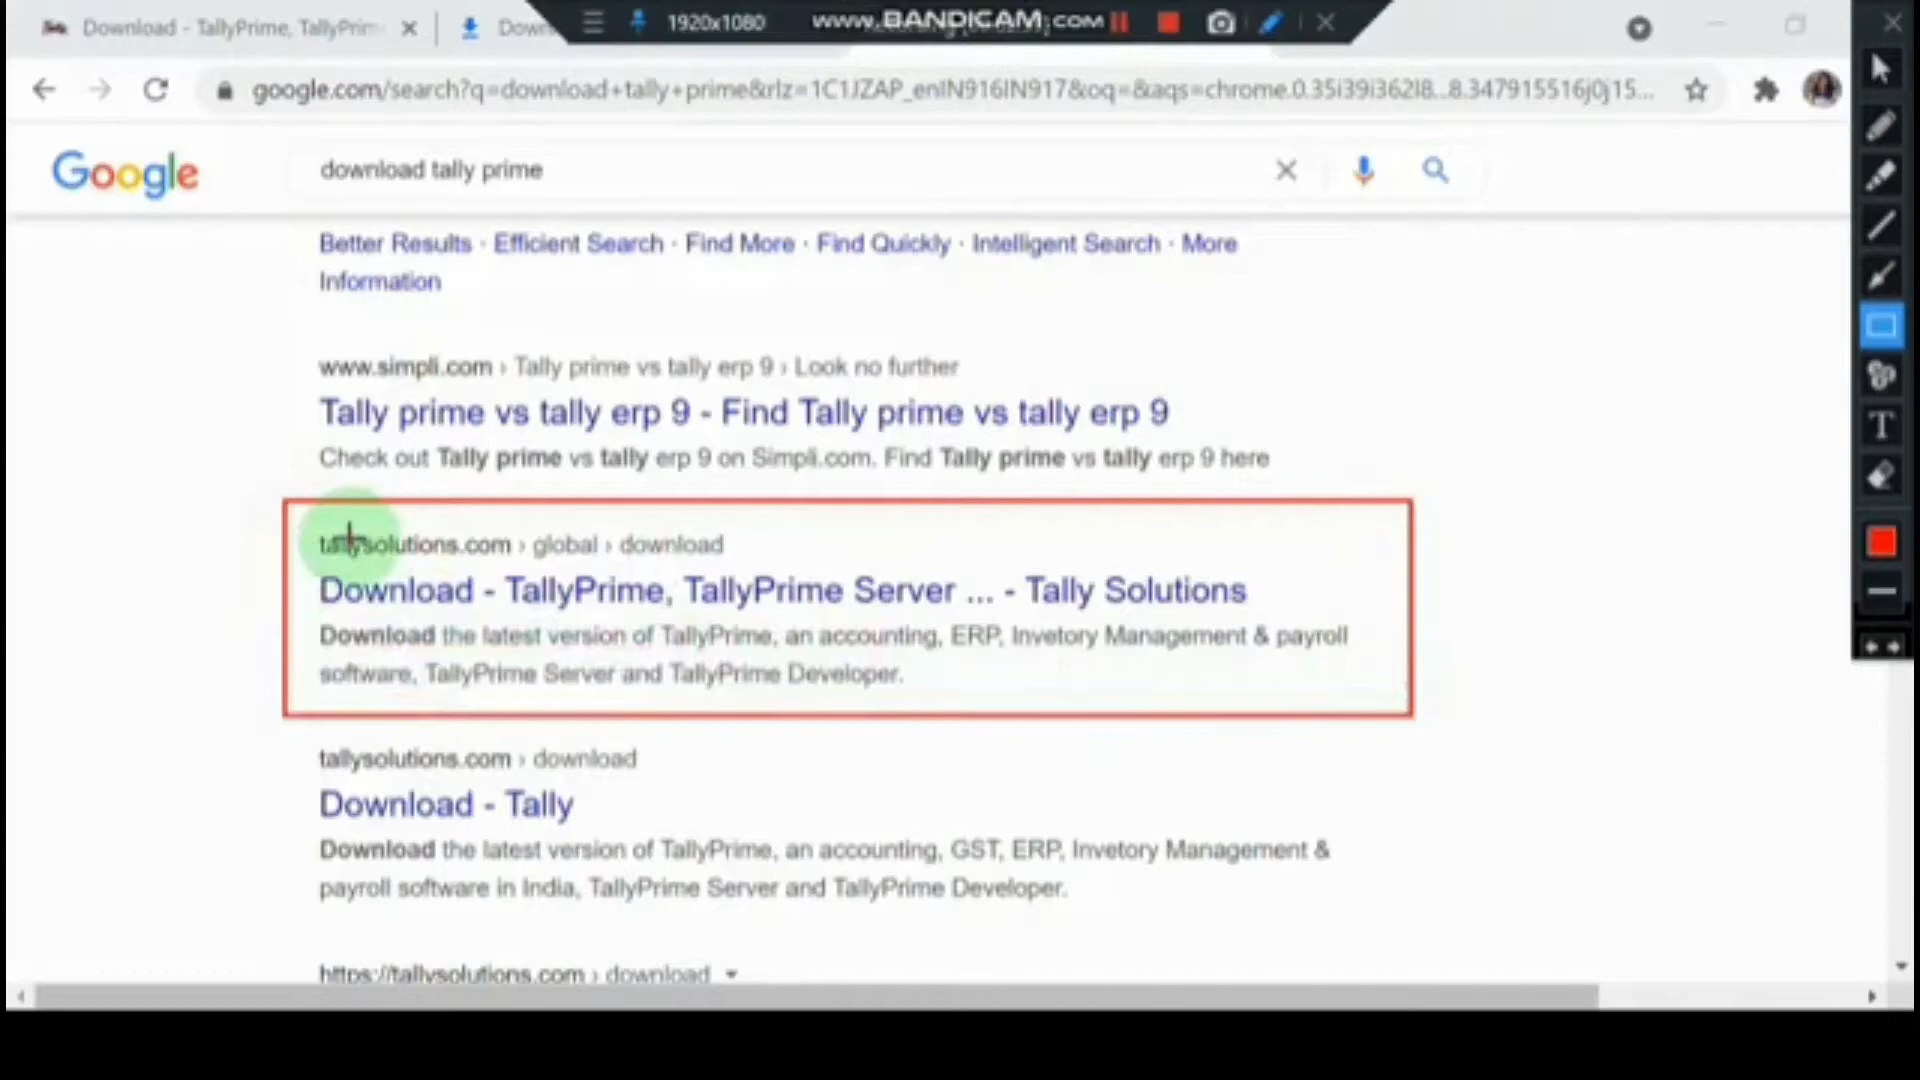 Download - TallyPrime, TallyPrim
Down
1920x1080
www.BANDICAM.com
google.com/search?q=download+tally+prime&rlz=1C1JZAP_enIN916IN917&oq=&aqs=chrome.0.35i39i362l8...8.347915516j0j15...
Google
download tally prime
Better Results · Efficient Search · Find More · Find Quickly · Intelligent Search · More
Information
www.simpli.com › Tally prime vs tally erp 9 › Look no further
Tally prime vs tally erp 9 - Find Tally prime vs tally erp 9
Check out Tally prime vs tally erp 9 on Simpli.com. Find Tally prime vs tally erp 9 here
tallysolutions.com › global › download
Download - TallyPrime, TallyPrime Server ... - Tally Solutions
Download the latest version of TallyPrime, an accounting, ERP, Invetory Management & payroll
software, TallyPrime Server and TallyPrime Developer.
tallysolutions.com › download
Download - Tally
Download the latest version of TallyPrime, an accounting, GST, ERP, Invetory Management &
payroll software in India, TallyPrime Server and TallyPrime Developer.
https://tallysolutions.com › download
T